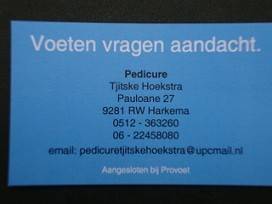 Voeten vragen aandacht.
Pedicure
Tjitske Hoekstra
Pauloane 27
9281 RW Harkema
0512 - 363260
06 - 22458080
email: pedicuretjitskehoekstra@upcmail.nl
Aangesloten bij Provoet